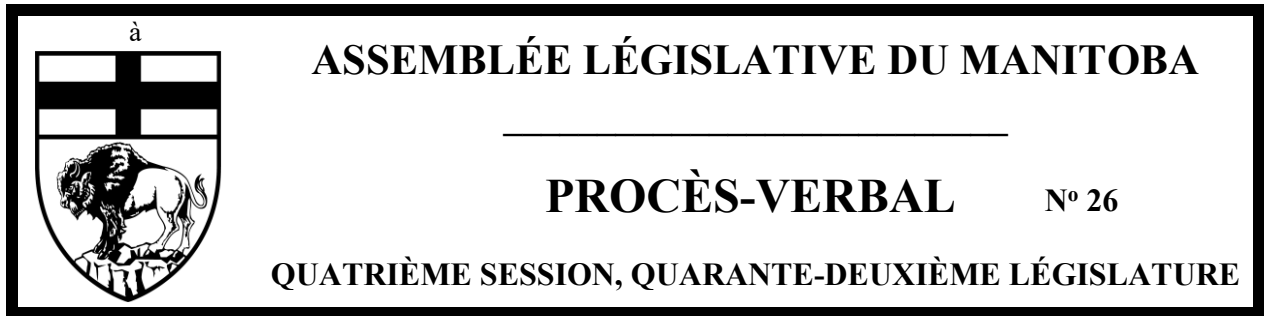 à
ASSEMBLÉE LÉGISLATIVE DU MANITOBA
PROCÈS-VERBAL Nº 26
QUATRIÈME SESSION, QUARANTE-DEUXIÈME LÉGISLATURE